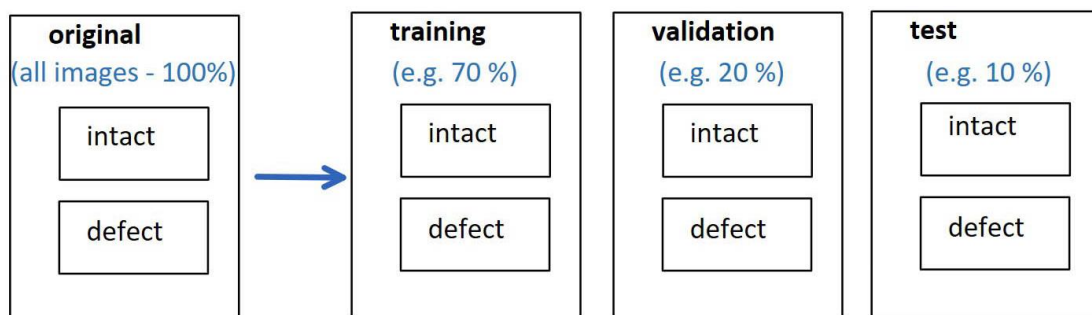 original
(all images - 100%)
intact
defect
training
(e.g. 70 %)
intact
defect
validation
(e.g. 20 %)
intact
defect
test
(e.g. 10 %)
intact
defect